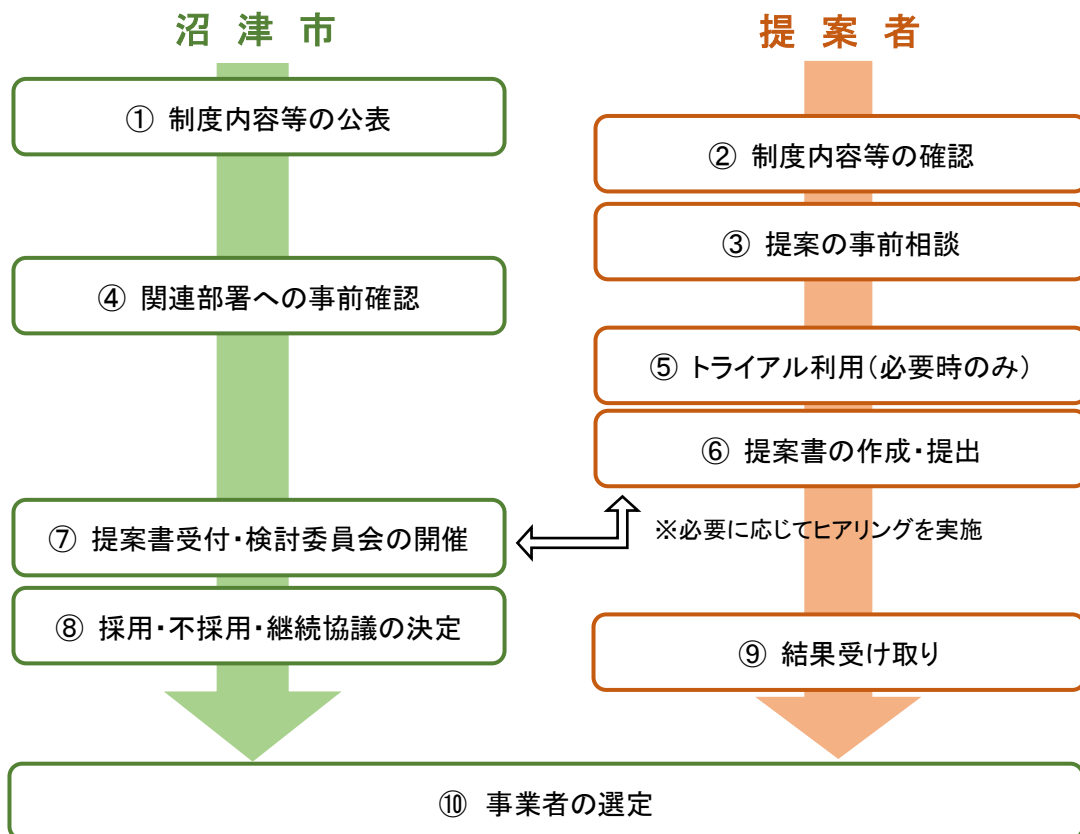 沼 津 市
提 案 者
① 制度内容等の公表
② 制度内容等の確認
③ 提案の事前相談
④ 関連部署への事前確認
⑤ トライアル利用(必要時のみ)
⑥ 提案書の作成・提出
⑦ 提案書受付・検討委員会の開催
※必要に応じてヒアリングを実施
⑧ 採用・不採用・継続協議の決定
⑨ 結果受け取り
⑩ 事業者の選定